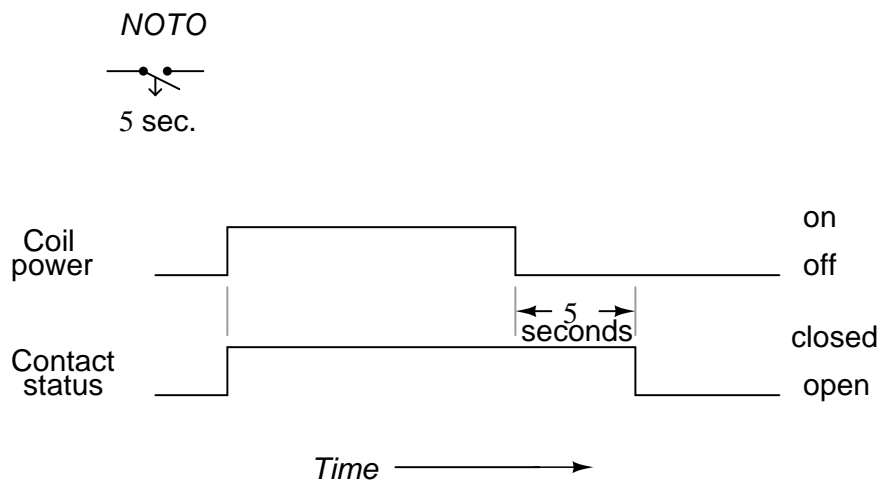 NOTO
5 sec.
Coil
power
on
off
5
seconds
Contact
status
closed
open
Time